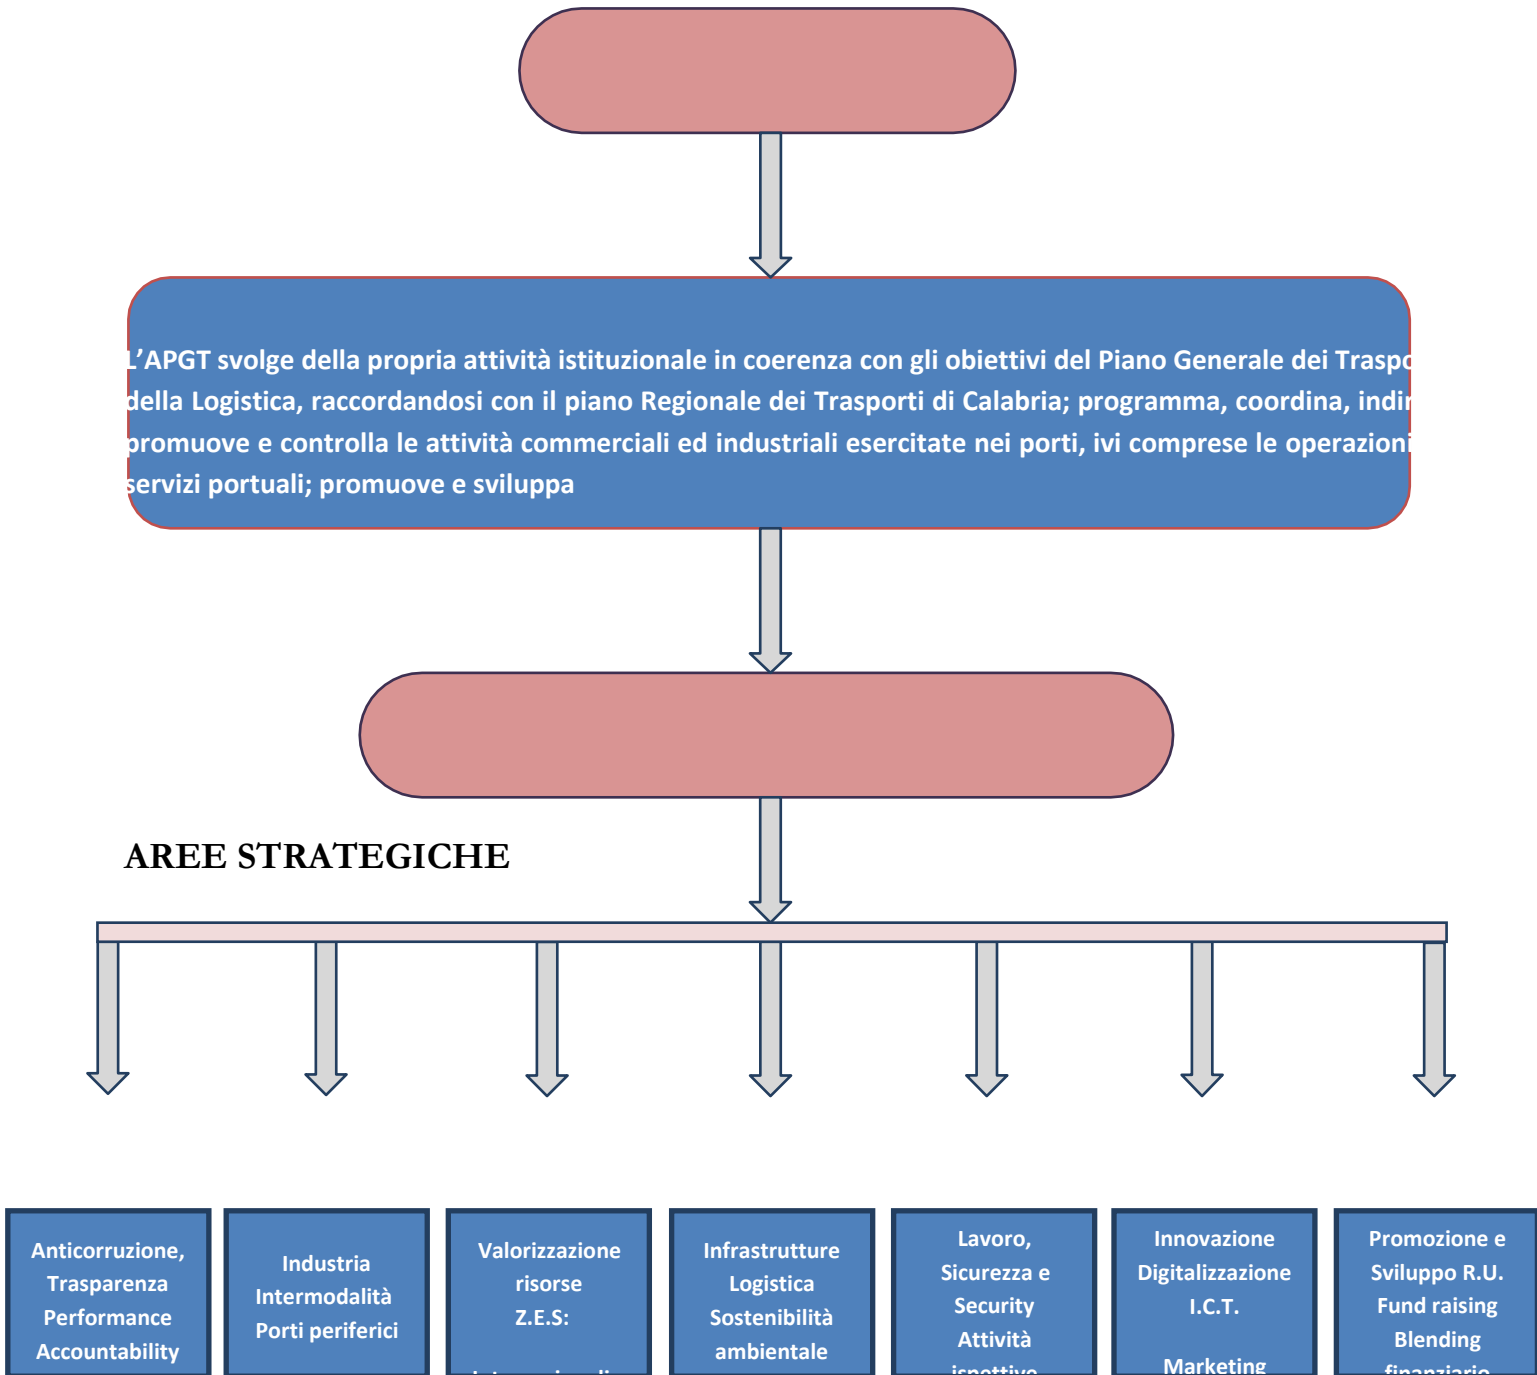 L’APGT svolge della propria attività istituzionale in coerenza con gli obiettivi del Piano Generale dei
della Logistica, raccordandosi con il piano Regionale dei Trasporti di Calabria; programma, coordina,
promuove e controlla le attività commerciali ed industriali esercitate nei porti, ivi comprese le operazioni
servizi portuali; promuove e sviluppa
AREE STRATEGICHE
Anticorruzione,
Trasparenza
Performance
Accountability
Industria
Intermodalità
Porti periferici
Valorizzazione
risorse
Z.E.S:
Infrastrutture
Logistica
Sostenibilità
ambientale
Lavoro,
Sicurezza e
Security
Attività
ispettive
Innovazione
Digitalizzazione
I.C.T.
Marketing
Promozione e
Sviluppo R.U.
Fund raising
Blending
finanziario